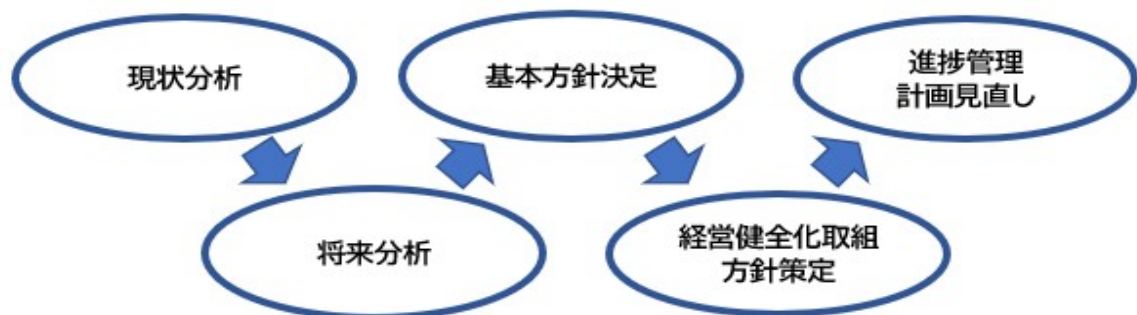 現状分析
将来分析
基本方針決定
経営健全化取組
方針策定
進捗管理
計画見直し